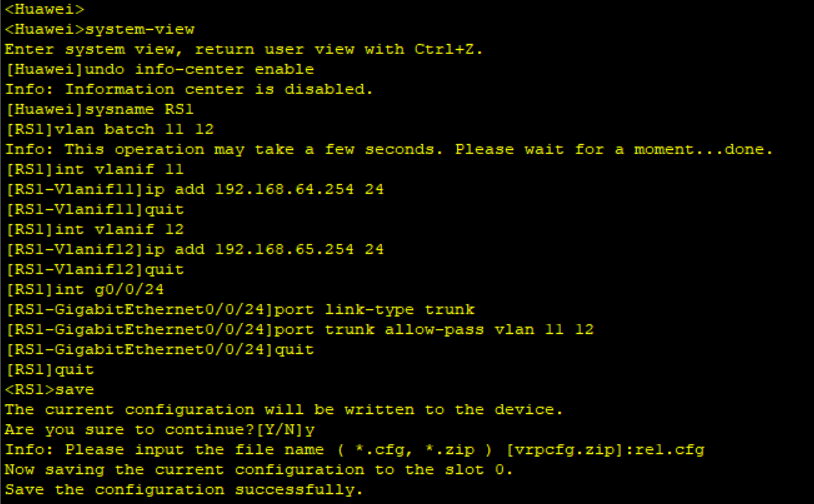 <Huawei>
<Huawei>system-view
Enter system view, return user view with Ctrl+Z.
[Huawei]undo info-center enable
Info: Information center is disabled.
[Huawei]sysname RS1
[RS1]vlan batch 11 12
Info: This operation may take a few seconds. Please wait for a moment...done.
[RS1]int vlanif 11
[RS1-Vlanif11]ip add 192.168.64.254 24
[RS1-Vlanif11]quit
[RS1]int vlanif 12
[RS1-Vlanif12]ip add 192.168.65.254 24
[RS1-Vlanif12]quit
[RS1]int g0/0/24
[RS1-GigabitEthernet0/0/24]port link-type trunk
[RS1-GigabitEthernet0/0/24]port trunk allow-pass vlan 11 12
[RS1-GigabitEthernet0/0/24]quit
[RS1]quit
<RS1>save
The current configuration will be written to the device.
Are you sure to continue?[Y/N]y
Info: Please input the file name ( *.cfg, *.zip ) [vrpcfg.zip]:re1.cfg
Now saving the current configuration to the slot 0.
Save the configuration successfully.